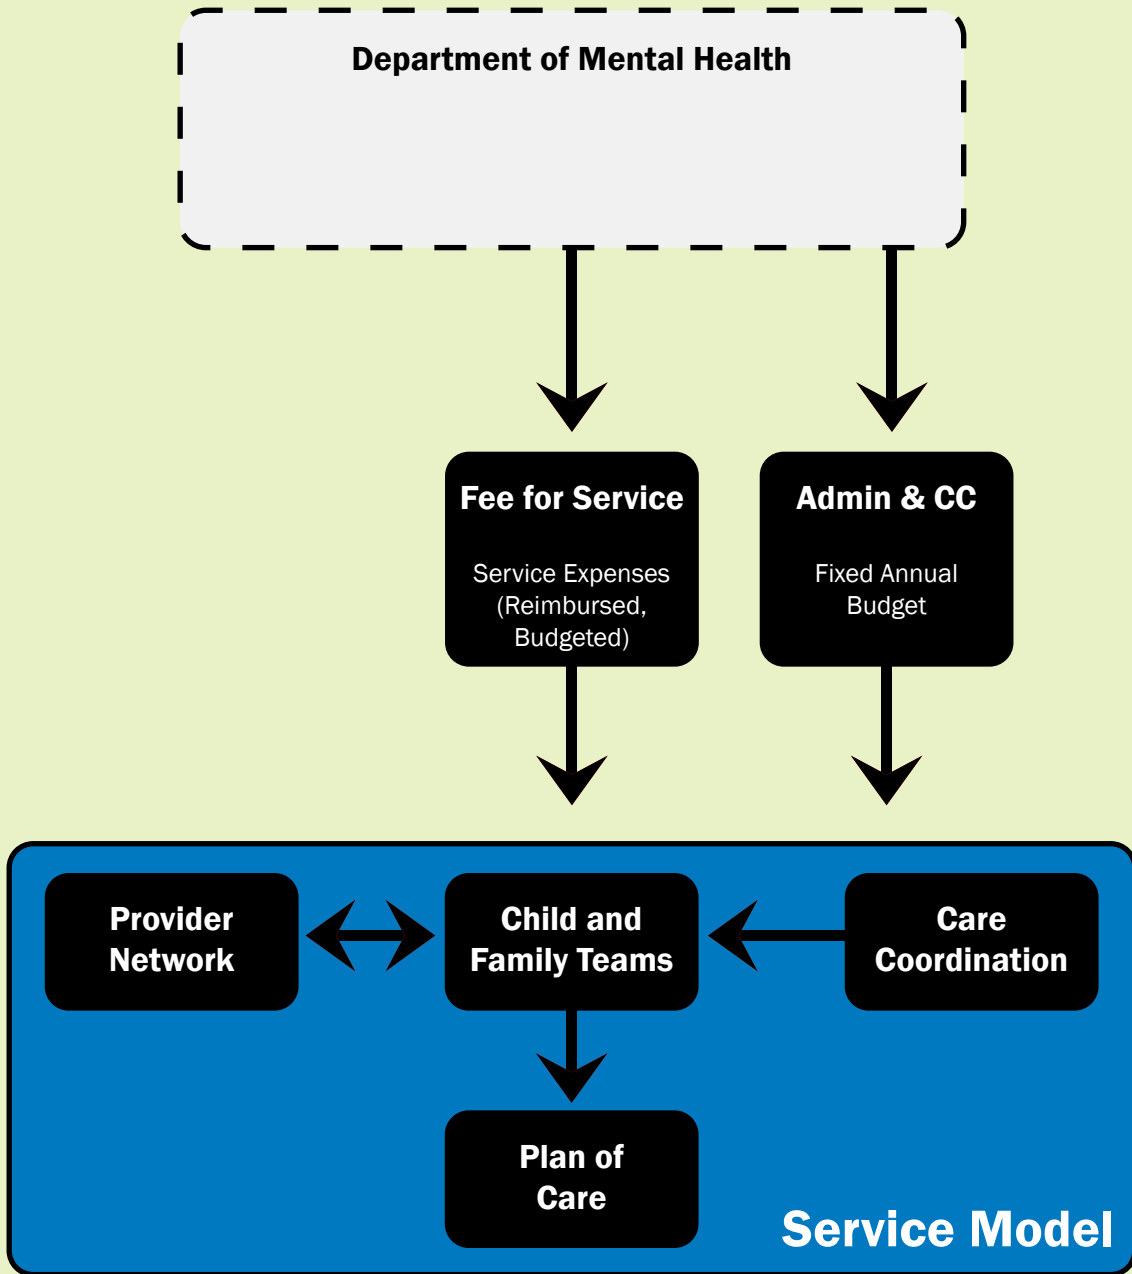 Department of Mental Health
Fee for Service
Service Expenses
(Reimbursed,
Budgeted)
Admin & CC
Fixed Annual
Budget
Provider
Network
Child and
Family Teams
Care
Coordination
Plan of
Care
Service Model